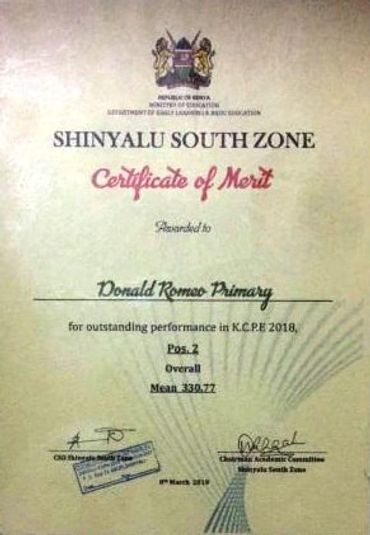 REPUBLIC OF KENYA
MINISTRY OF EDUCATION
DEPARTMENT OF EARLY LEARNING & BASIC EDUCATION
SHINYALU SOUTH ZONE
Certificate of Merit
Awarded to
Donald Romeo Primary
for outstanding performance in K.C.P.E 2018,
Pos. 2
Overall
Mean 330.77
CSO Shinyalu South Zone
Chairman Academic Committee
Shinyalu South Zone
8th March 2019